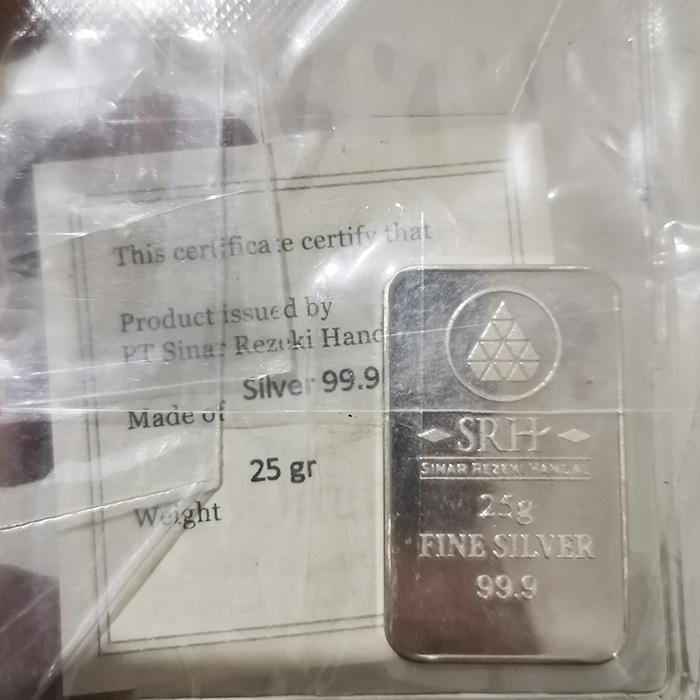 This certificate certify that
Product issued by
PT Sinar Rezeki Hand
Silver 99.9
Made of
25 gr
Weight
SRH
SINAR REZEKI HANDAL
25g
FINE SILVER
99.9